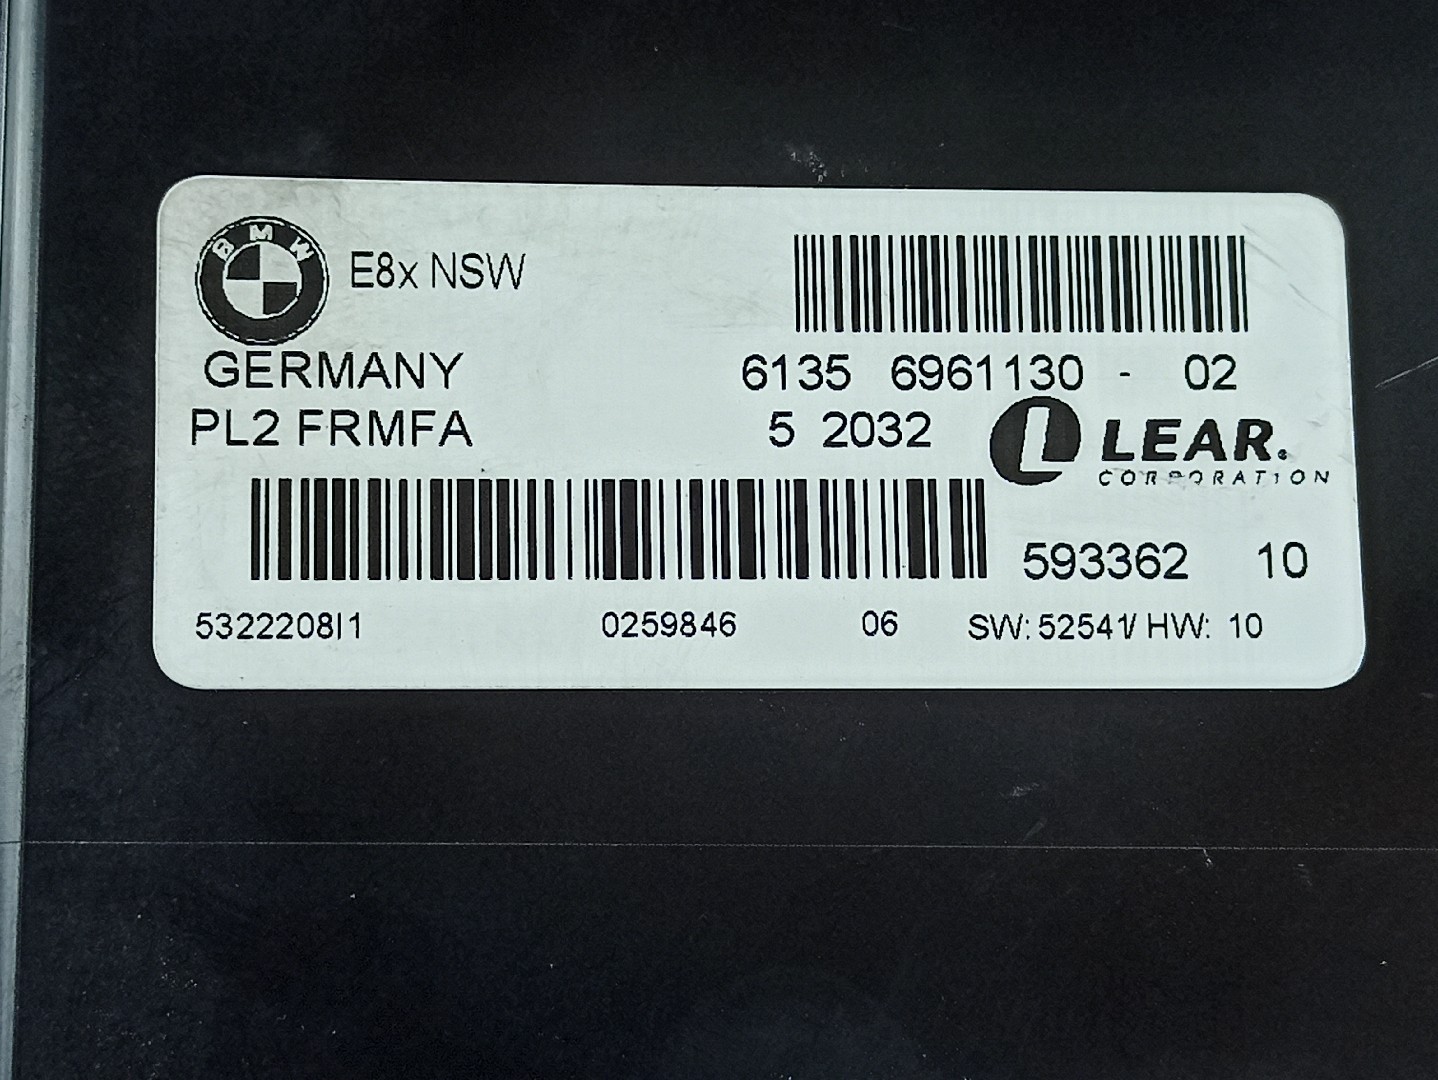 BMW E8x NSW
GERMANY 6135 6961130 - 02
PL2 FRMFA 5 2032 LEAR.
CORPORATION
593362 10
5322208I1 0259846 06 SW: 52541/ HW: 10